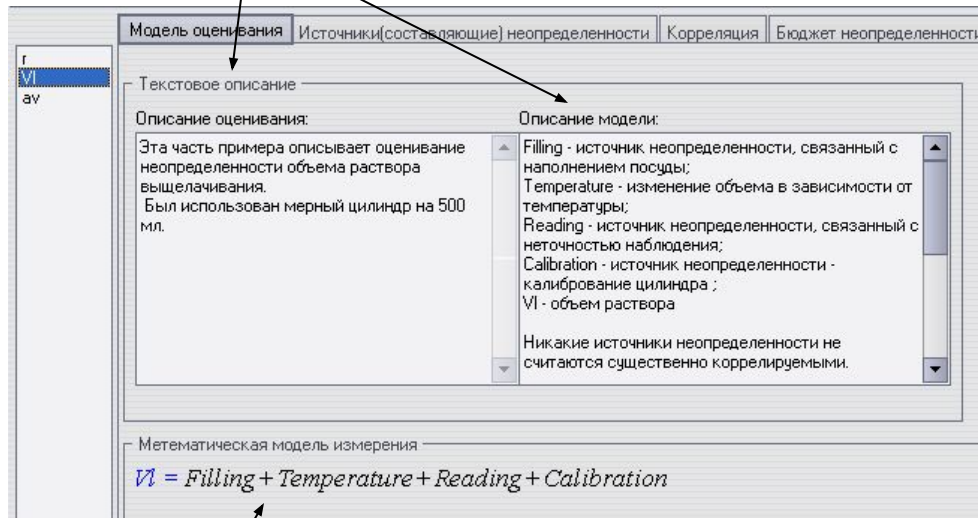 Модель оценивания Источники(составляющие) неопределенности Корреляция Бюджет неопределенности
r
Vl
av
Текстовое описание
Описание оценивания:
Эта часть примера описывает оценивание
неопределенности объема раствора
выщелачивания.
Был использован мерный цилиндр на 500
мл.
Описание модели:
Filling - источник неопределенности, связанный с
наполнением посуды;
Temperature - изменение объема в зависимости от
температуры;
Reading - источник неопределенности, связанный с
неточностью наблюдения;
Calibration - источник неопределенности -
калибрование цилиндра ;
Vl - объем раствора
Никакие источники неопределенности не
считаются существенно коррелируемыми.
Метематическая модель измерения
Vl = Filling + Temperature + Reading + Calibration